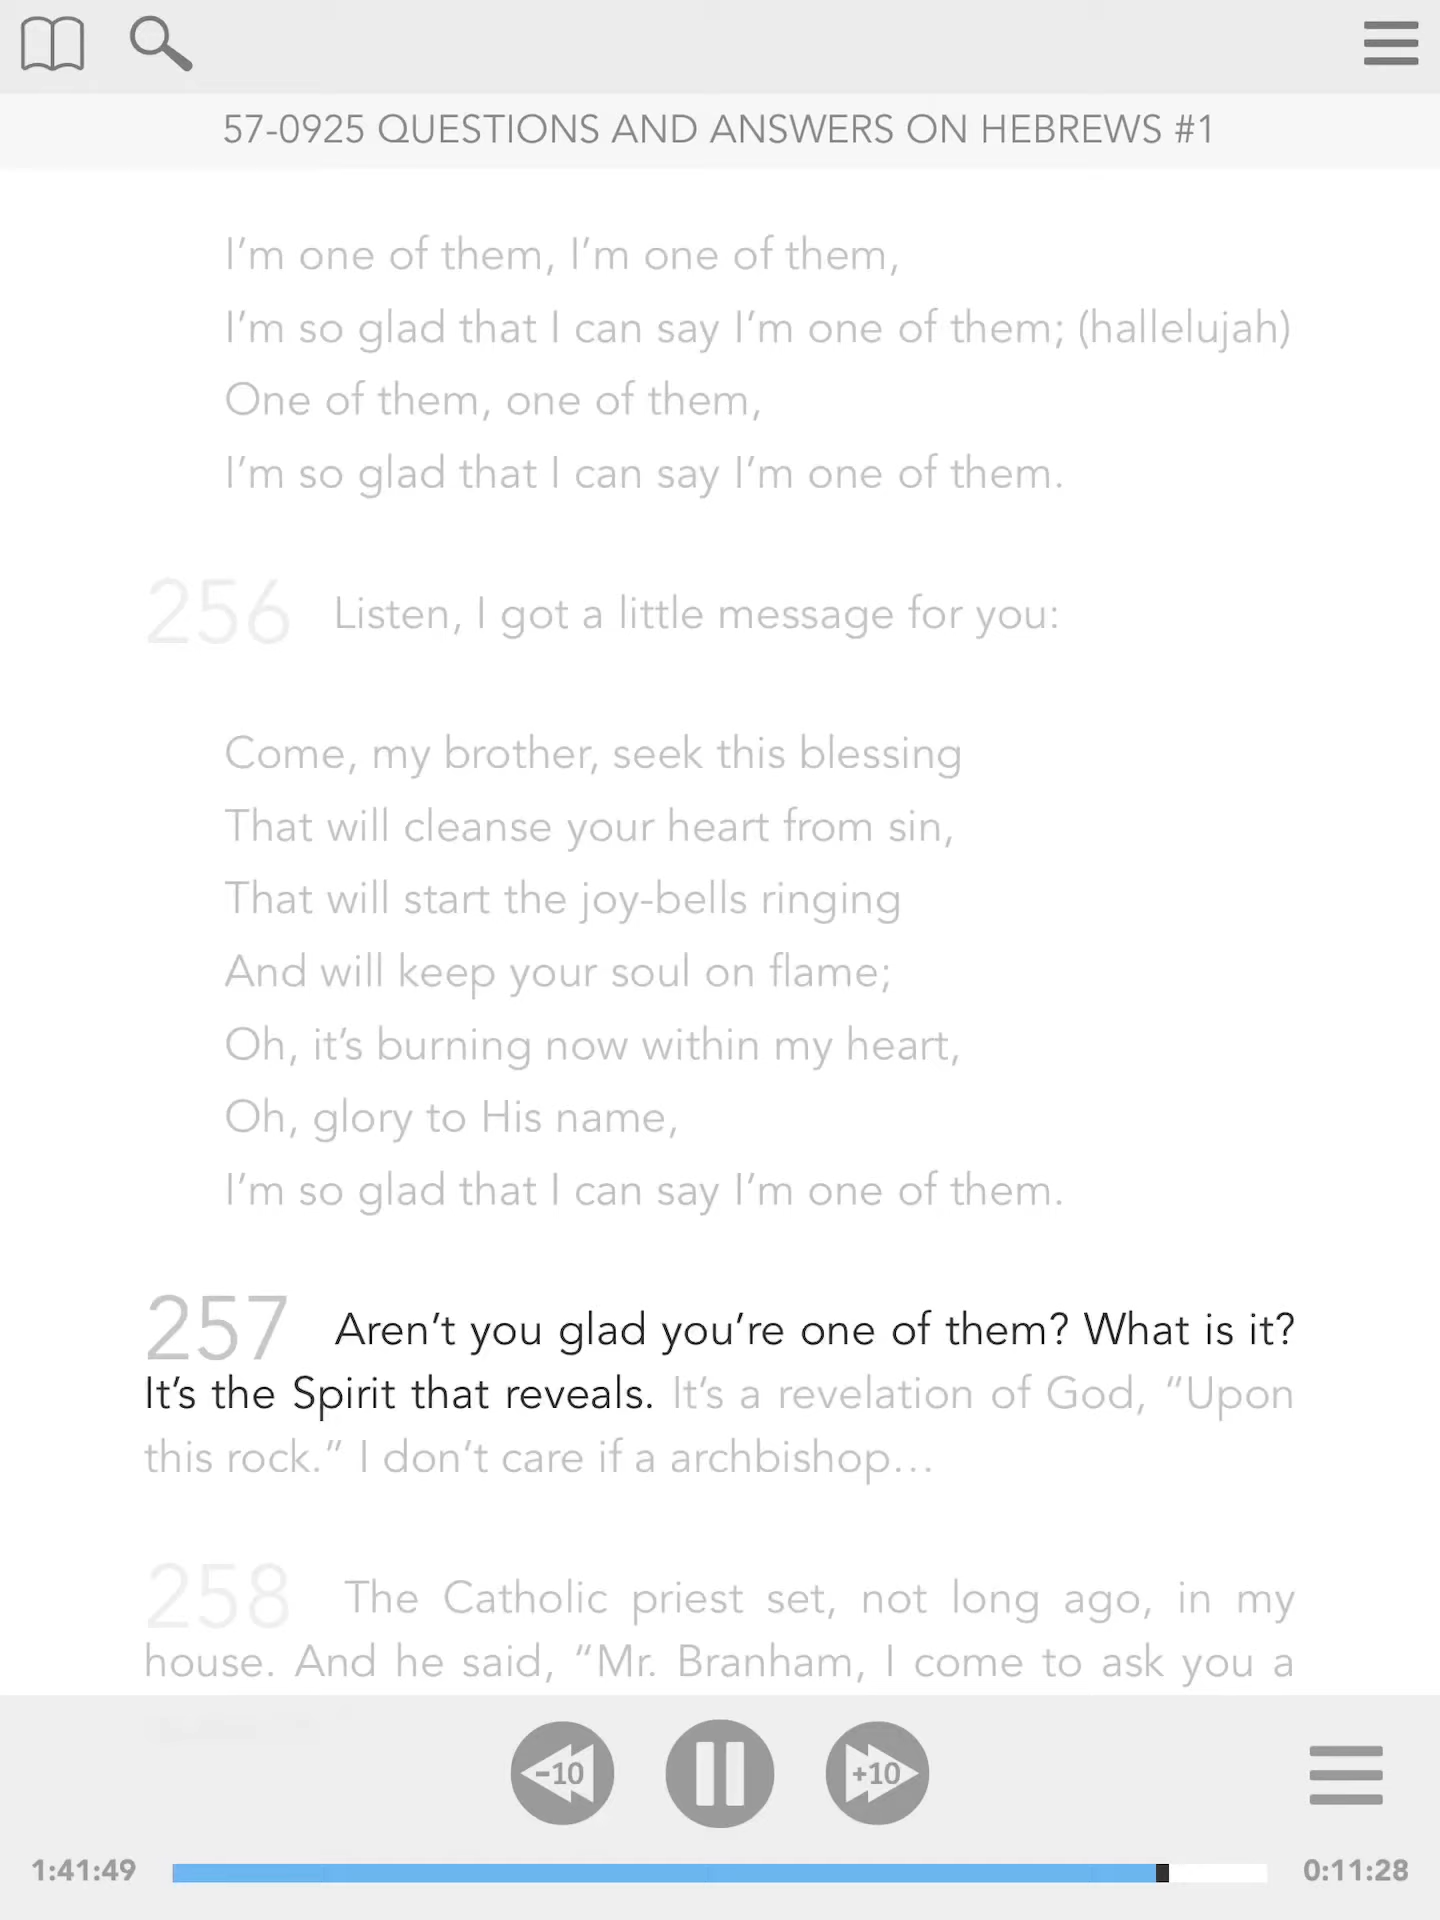 57-0925 QUESTIONS AND ANSWERS ON HEBREWS #1
I'm one of them, I'm one of them,
I'm so glad that I can say I'm one of them; (hallelujah)
One of them, one of them,
I'm so glad that I can say I'm one of them.
256 Listen, I got a little message for you:
Come, my brother, seek this blessing
That will cleanse your heart from sin,
That will start the joy-bells ringing
And will keep your soul on flame;
Oh, it's burning now within my heart,
Oh, glory to His name,
I'm so glad that I can say I'm one of them.
257 Aren't you glad you're one of them? What is it?
It's the Spirit that reveals. It's a revelation of God, “Upon
this rock.” I don't care if a archbishop…
258 The Catholic priest set, not long ago, in my
house. And he said, “Mr. Branham, I come to ask you a
-10 +10
1:41:49 0:11:28